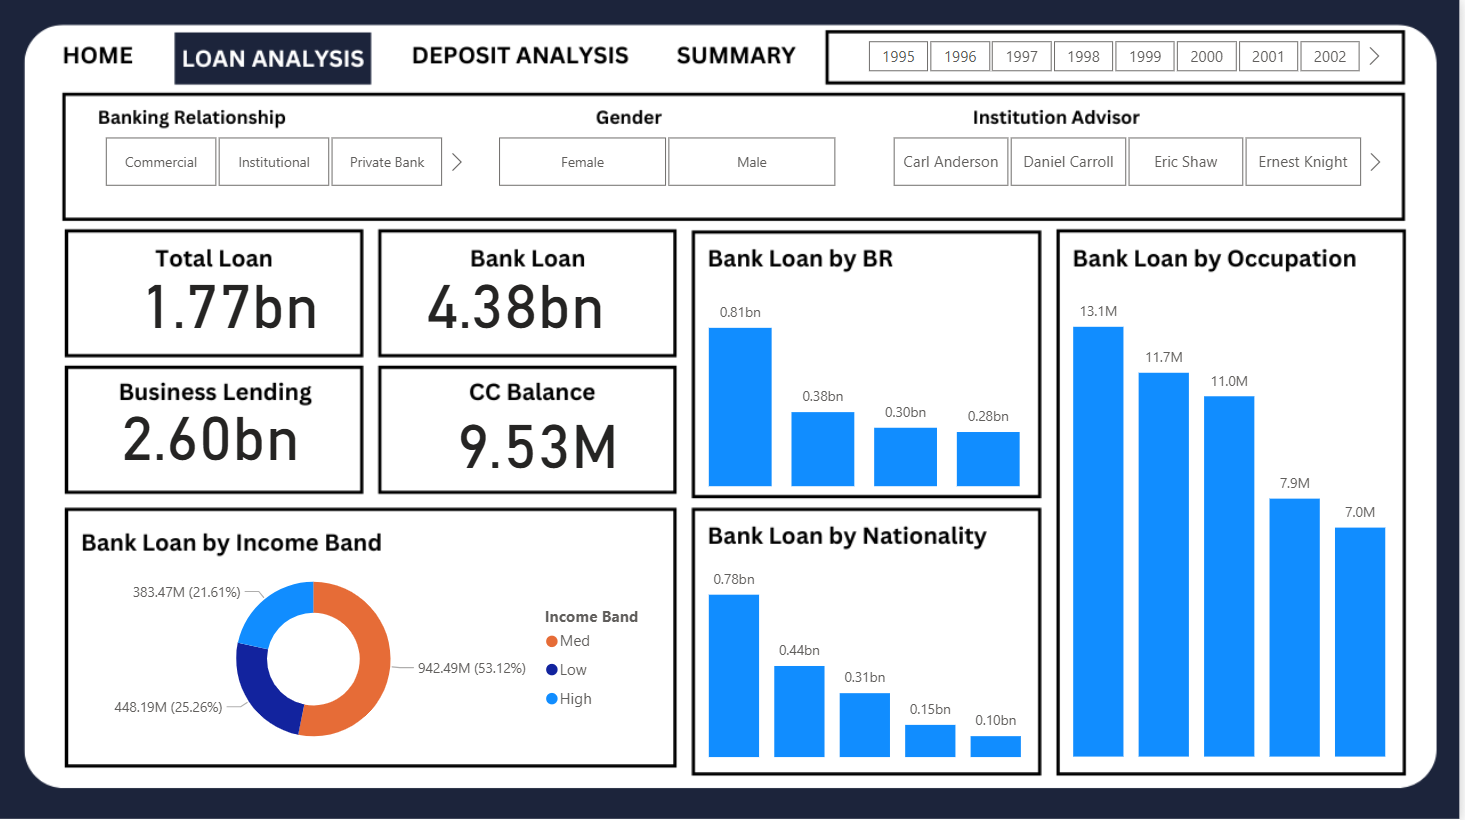 HOME LOAN ANALYSIS DEPOSIT ANALYSIS SUMMARY 1995 1996 1997 1998 1999 2000 2001 2002
Banking Relationship Gender Institution Advisor
Commercial Institutional Private Bank Female Male Carl Anderson Daniel Carroll Eric Shaw Ernest Knight
Total Loan
1.77bn
Bank Loan
4.38bn
Business Lending
2.60bn
CC Balance
9.53M
Bank Loan by BR
0.81bn
0.38bn
0.30bn
0.28bn
Bank Loan by Occupation
13.1M
11.7M
11.0M
7.9M
7.0M
Bank Loan by Income Band
383.47M (21.61%)
942.49M (53.12%)
448.19M (25.26%)
Income Band
Med
Low
High
Bank Loan by Nationality
0.78bn
0.44bn
0.31bn
0.15bn
0.10bn